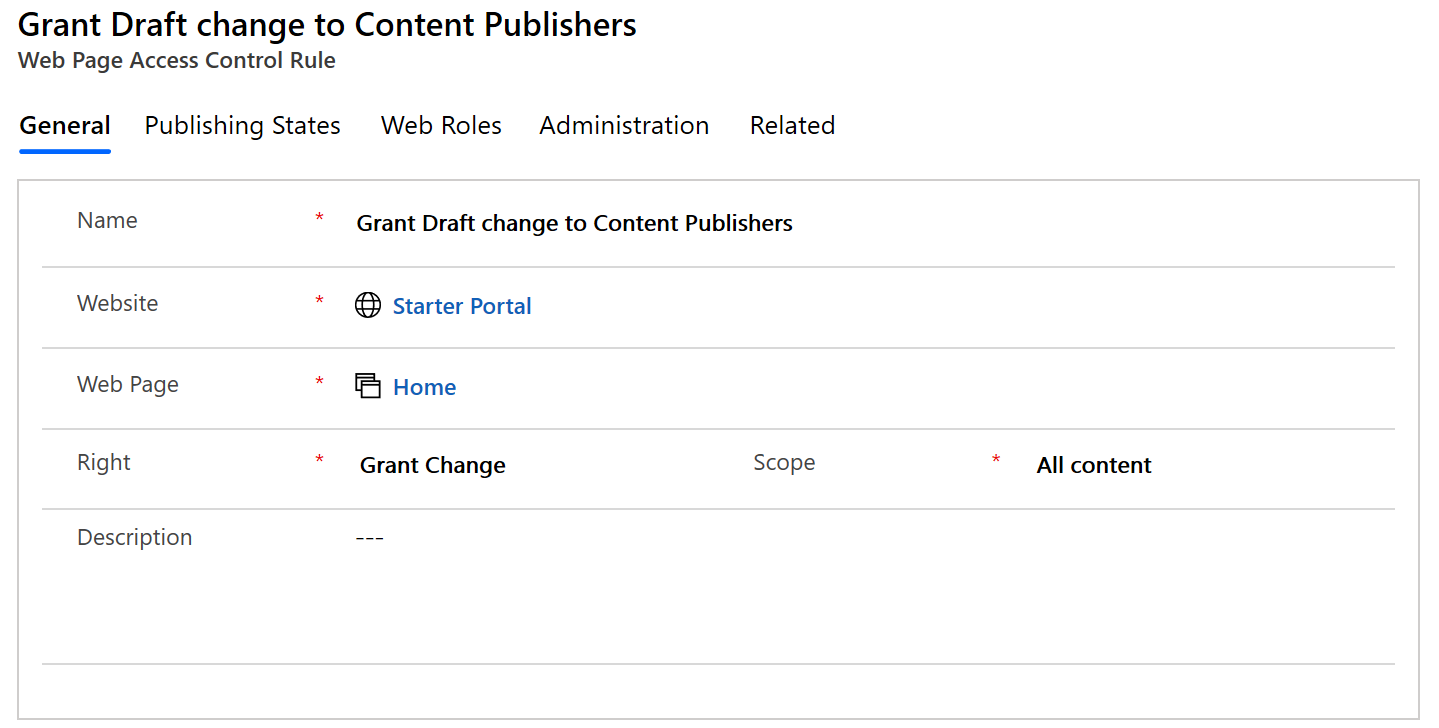 Grant Draft change to Content Publishers
Web Page Access Control Rule
General Publishing States Web Roles Administration Related
Name * Grant Draft change to Content Publishers
Website * Starter Portal
Web Page * Home
Right * Grant Change Scope * All content
Description ---